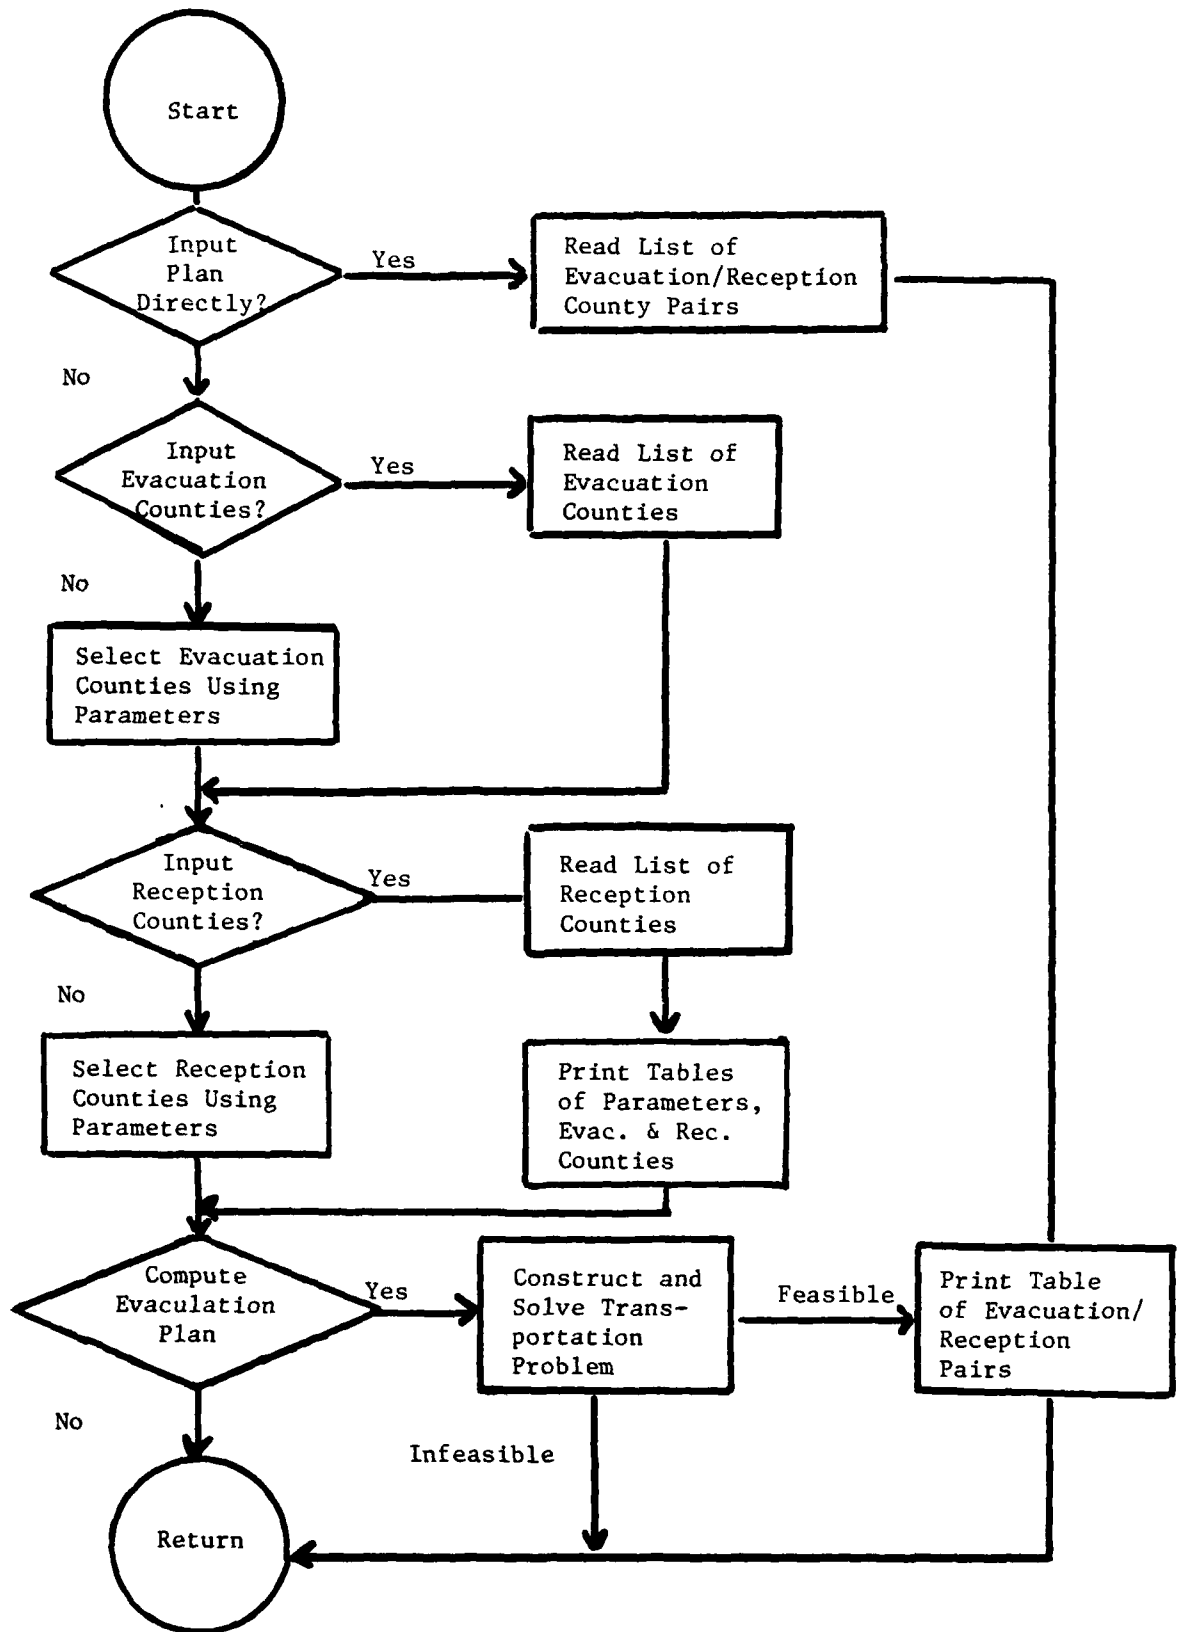 Start
Input
Plan
Directly?
Yes
Read List of
Evacuation/Reception
County Pairs
No
Input
Evacuation
Counties?
Yes
Read List of
Evacuation
Counties
No
Select Evacuation
Counties Using
Parameters
Input
Reception
Counties?
Yes
Read List of
Reception
Counties
No
Select Reception
Counties Using
Parameters
Print Tables
of Parameters,
Evac. & Rec.
Counties
Compute
Evaculation
Plan
Yes
Construct and
Solve Trans-
portation
Problem
Feasible
Print Table
of Evacuation/
Reception
Pairs
No
Infeasible
Return